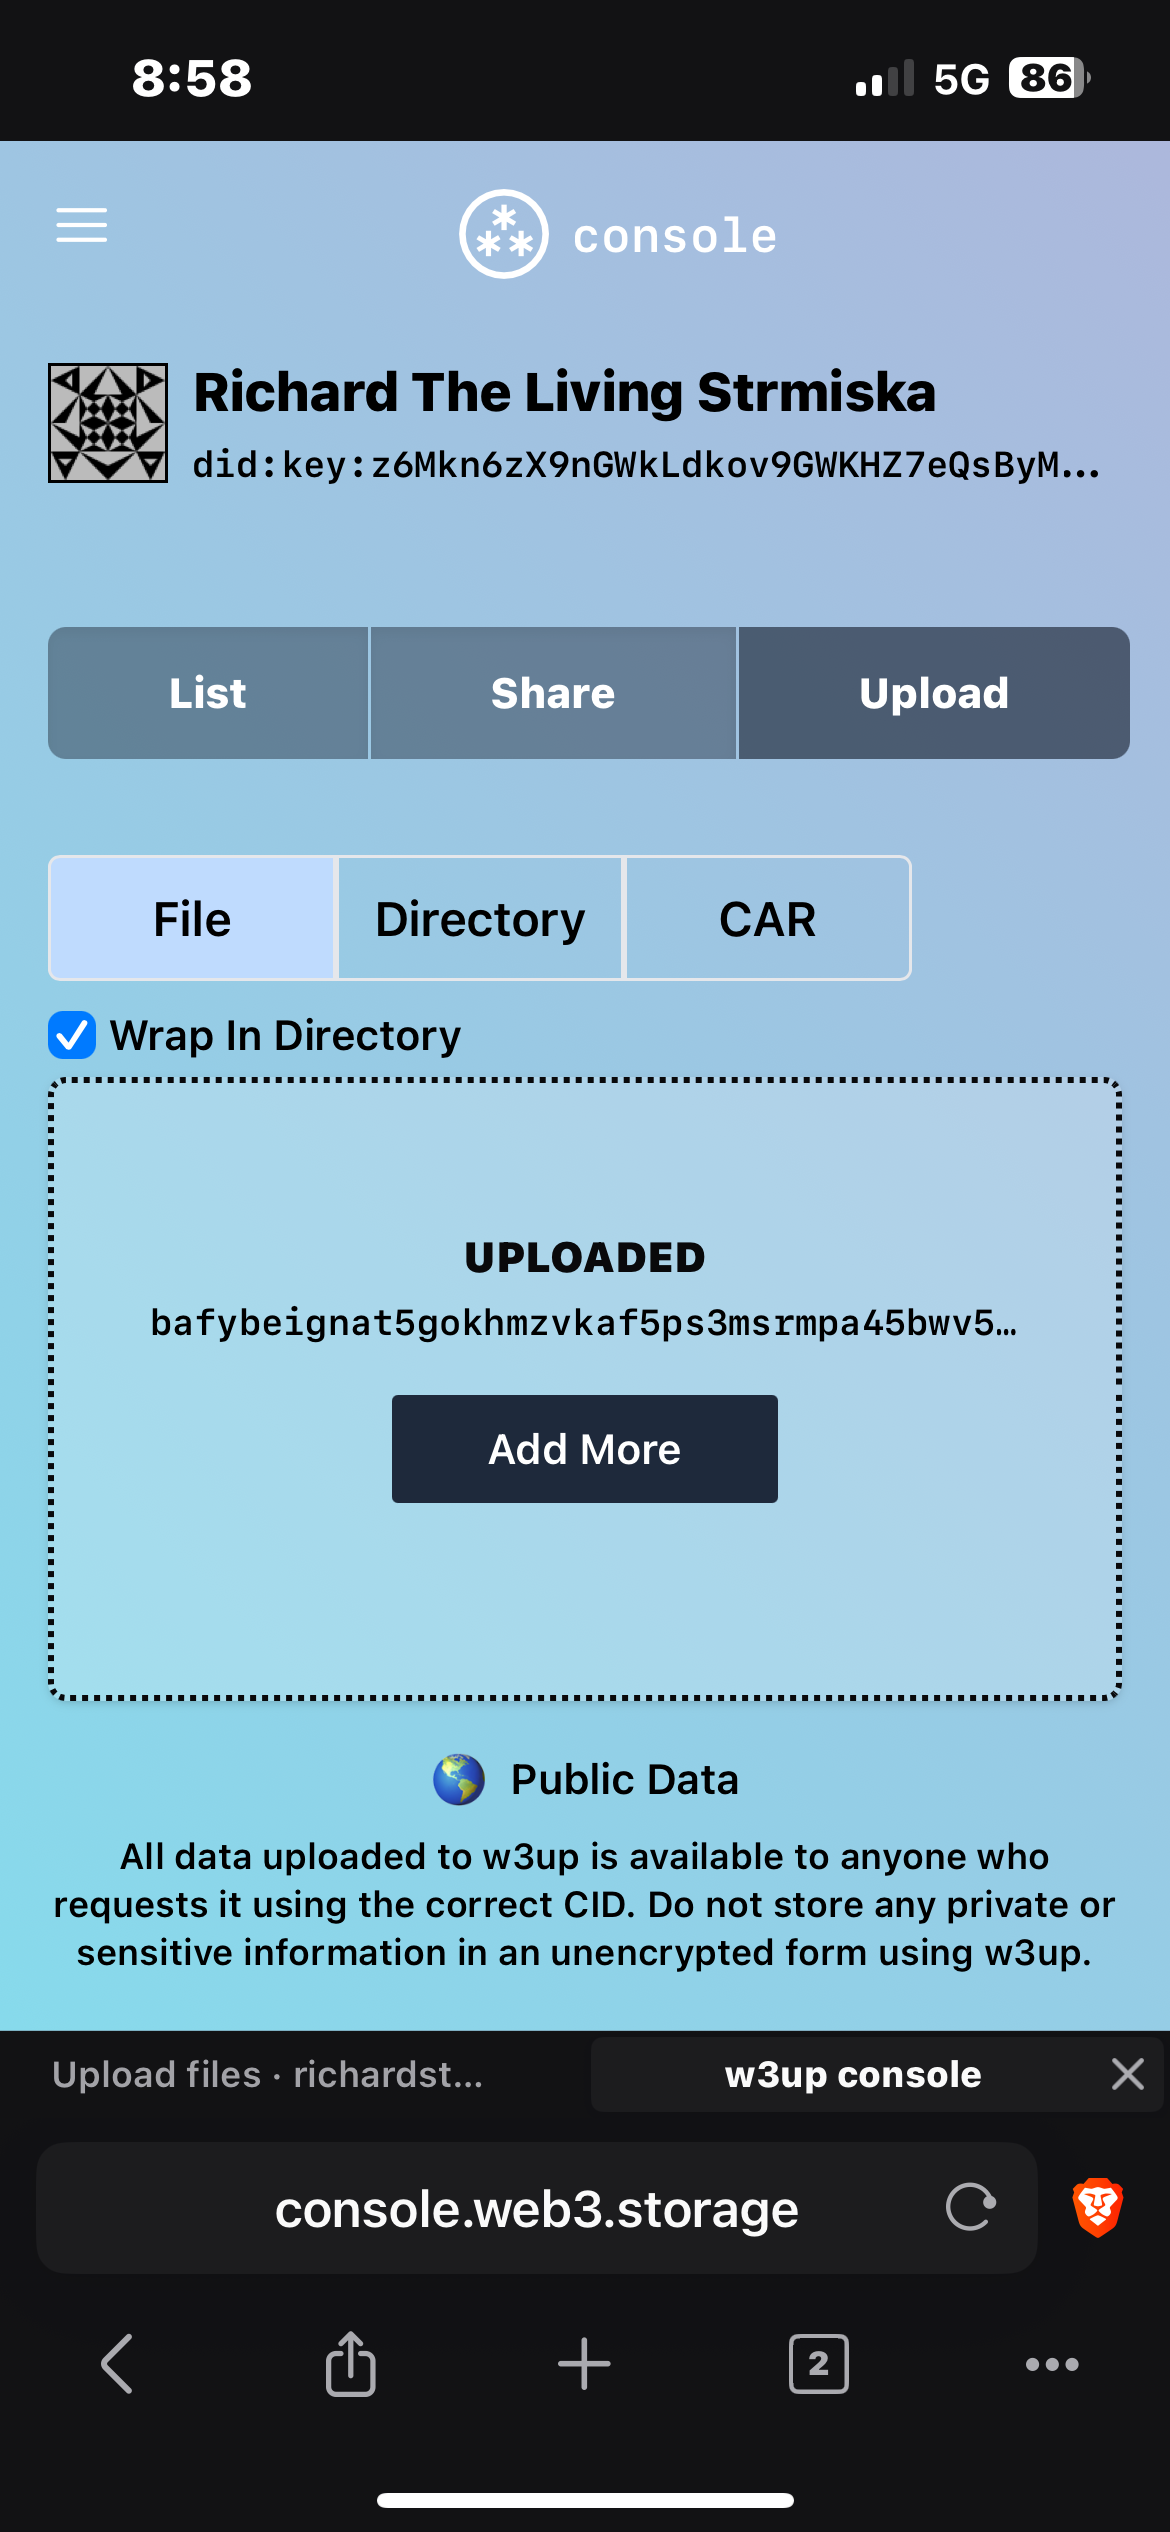 8:58
5G 86
*** console
Richard The Living Strmiska
did:key:z6Mkn6zX9nGWkLdkov9GWKHZ7eQsByM...
List Share Upload
File Directory CAR
Wrap In Directory
UPLOADED
bafybeignat5gokhmzvkaf5ps3msrmpa45bwv5…
Add More
🌎 Public Data
All data uploaded to w3up is available to anyone who
requests it using the correct CID. Do not store any private or
sensitive information in an unencrypted form using w3up.
Upload files · richardst... w3up console
console.web3.storage
2